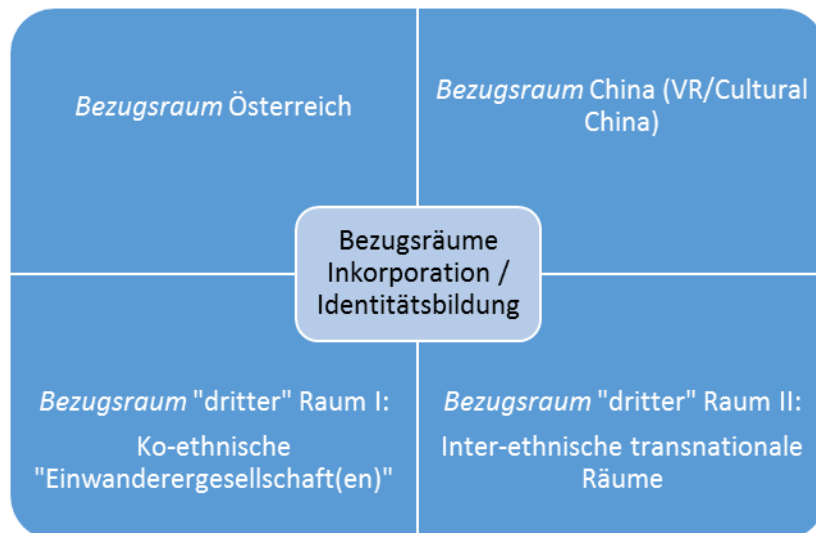 Bezugsraum Österreich
Bezugsraum China (VR/Cultural
China)
Bezugsräume
Inkorporation /
Identitätsbildung
Bezugsraum "dritter" Raum I:
Ko-ethnische
"Einwanderergesellschaft(en)"
Bezugsraum "dritter" Raum II:
Inter-ethnische transnationale
Räume